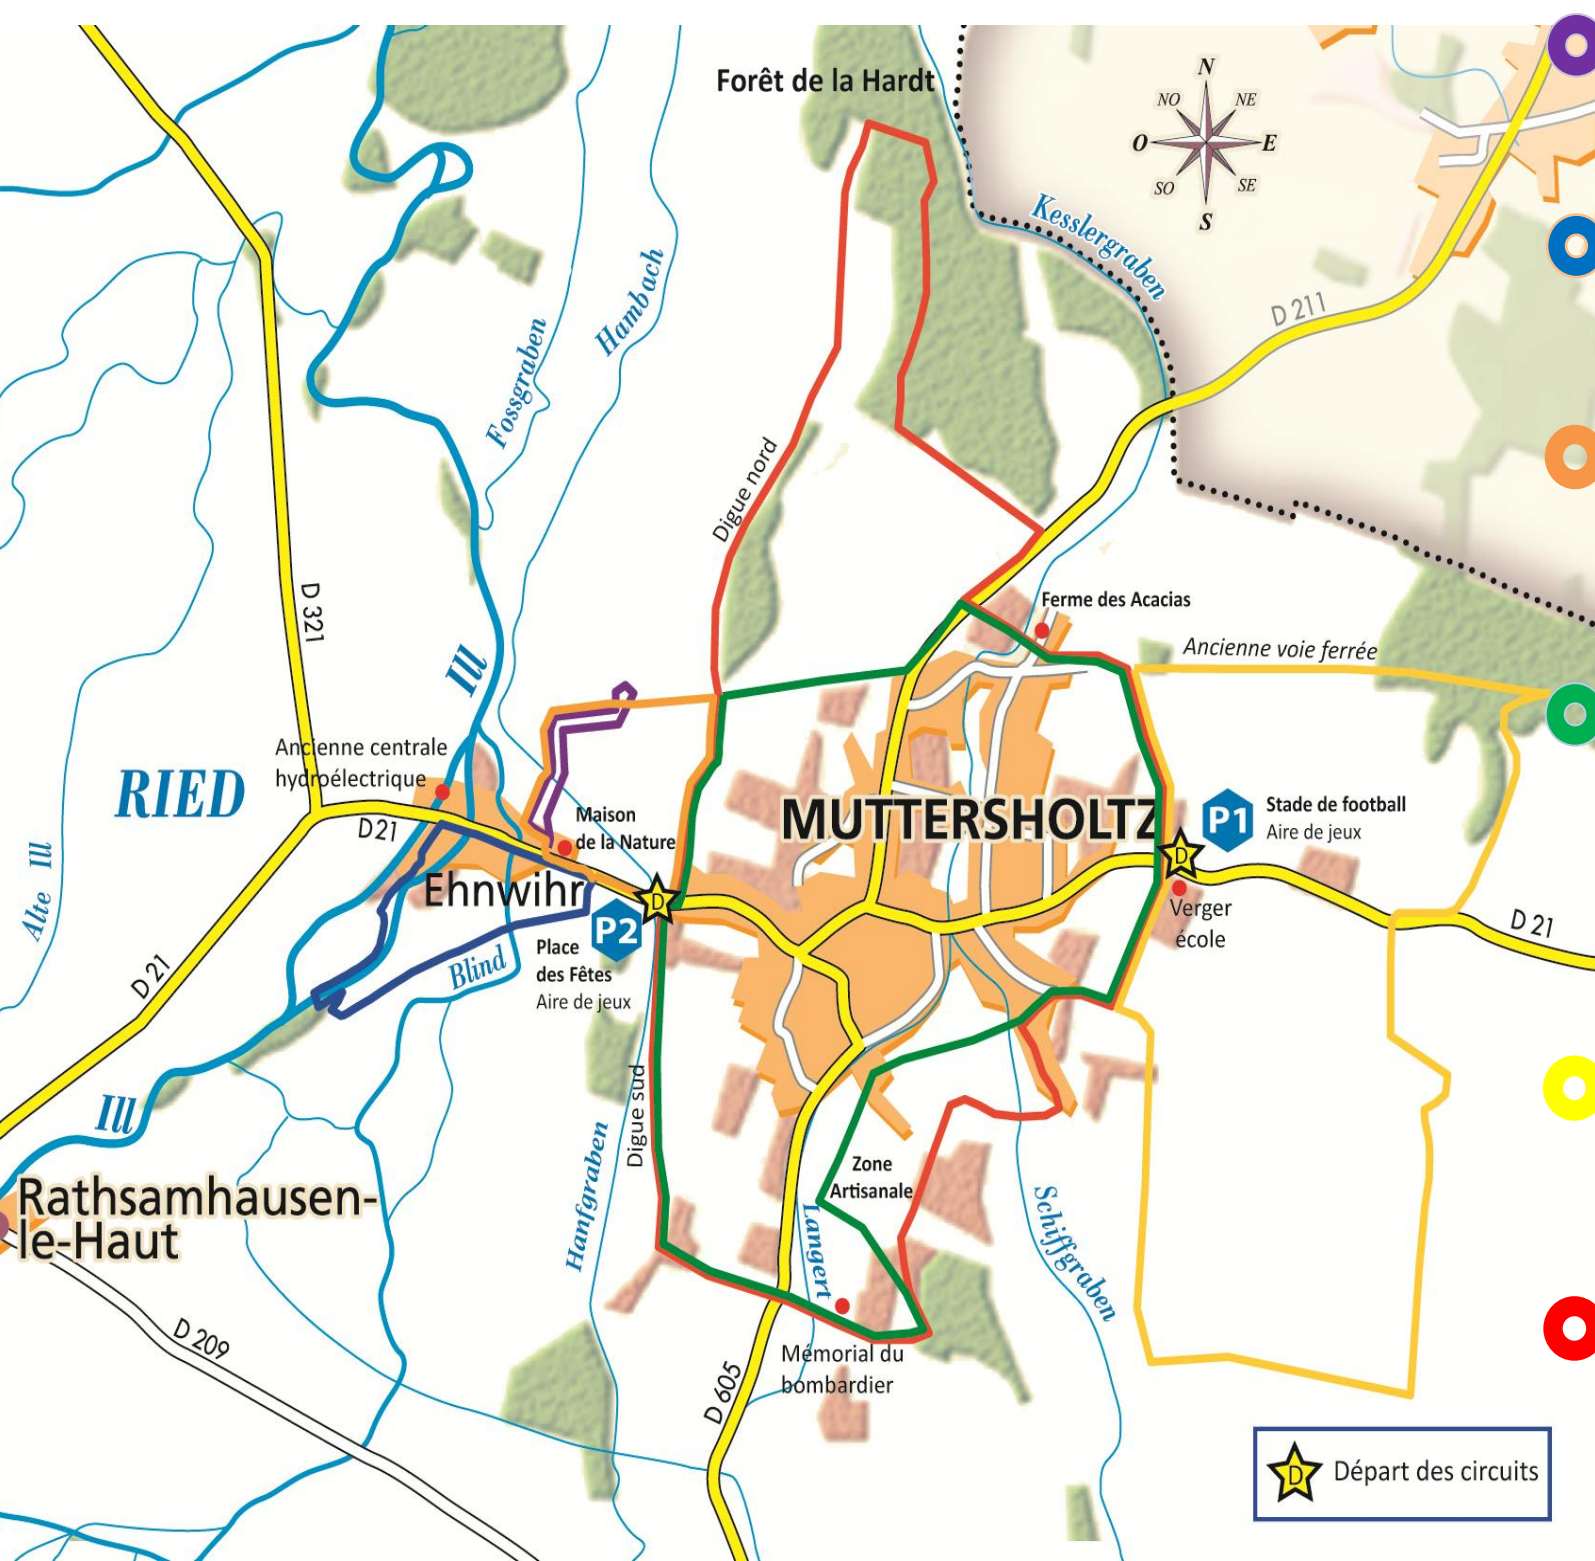 Forêt de la Hardt
N
NO
NE
O
E
SO
SE
S
Kesslergraben
D 211
Hambach
Fossgraben
Digue nord
D 321
Ill
Ferme des Acacias
Ancienne voie ferrée
Ancienne centrale
hydroélectrique
RIED
D21
Maison
de la Nature
MUTTERSHOLTZ
P1
Stade de football
Aire de jeux
D
Alte Ill
Ehnwihr
D
P2
Verger
école
D 21
D 21
Blind
Place
des Fêtes
Aire de jeux
Ill
Digue sud
Hanfgraben
Zone
Artisanale
Langert
Schiffgraben
Rathsamhausen-
le-Haut
D 209
Mémorial du
bombardier
D 605
D
Départ des circuits